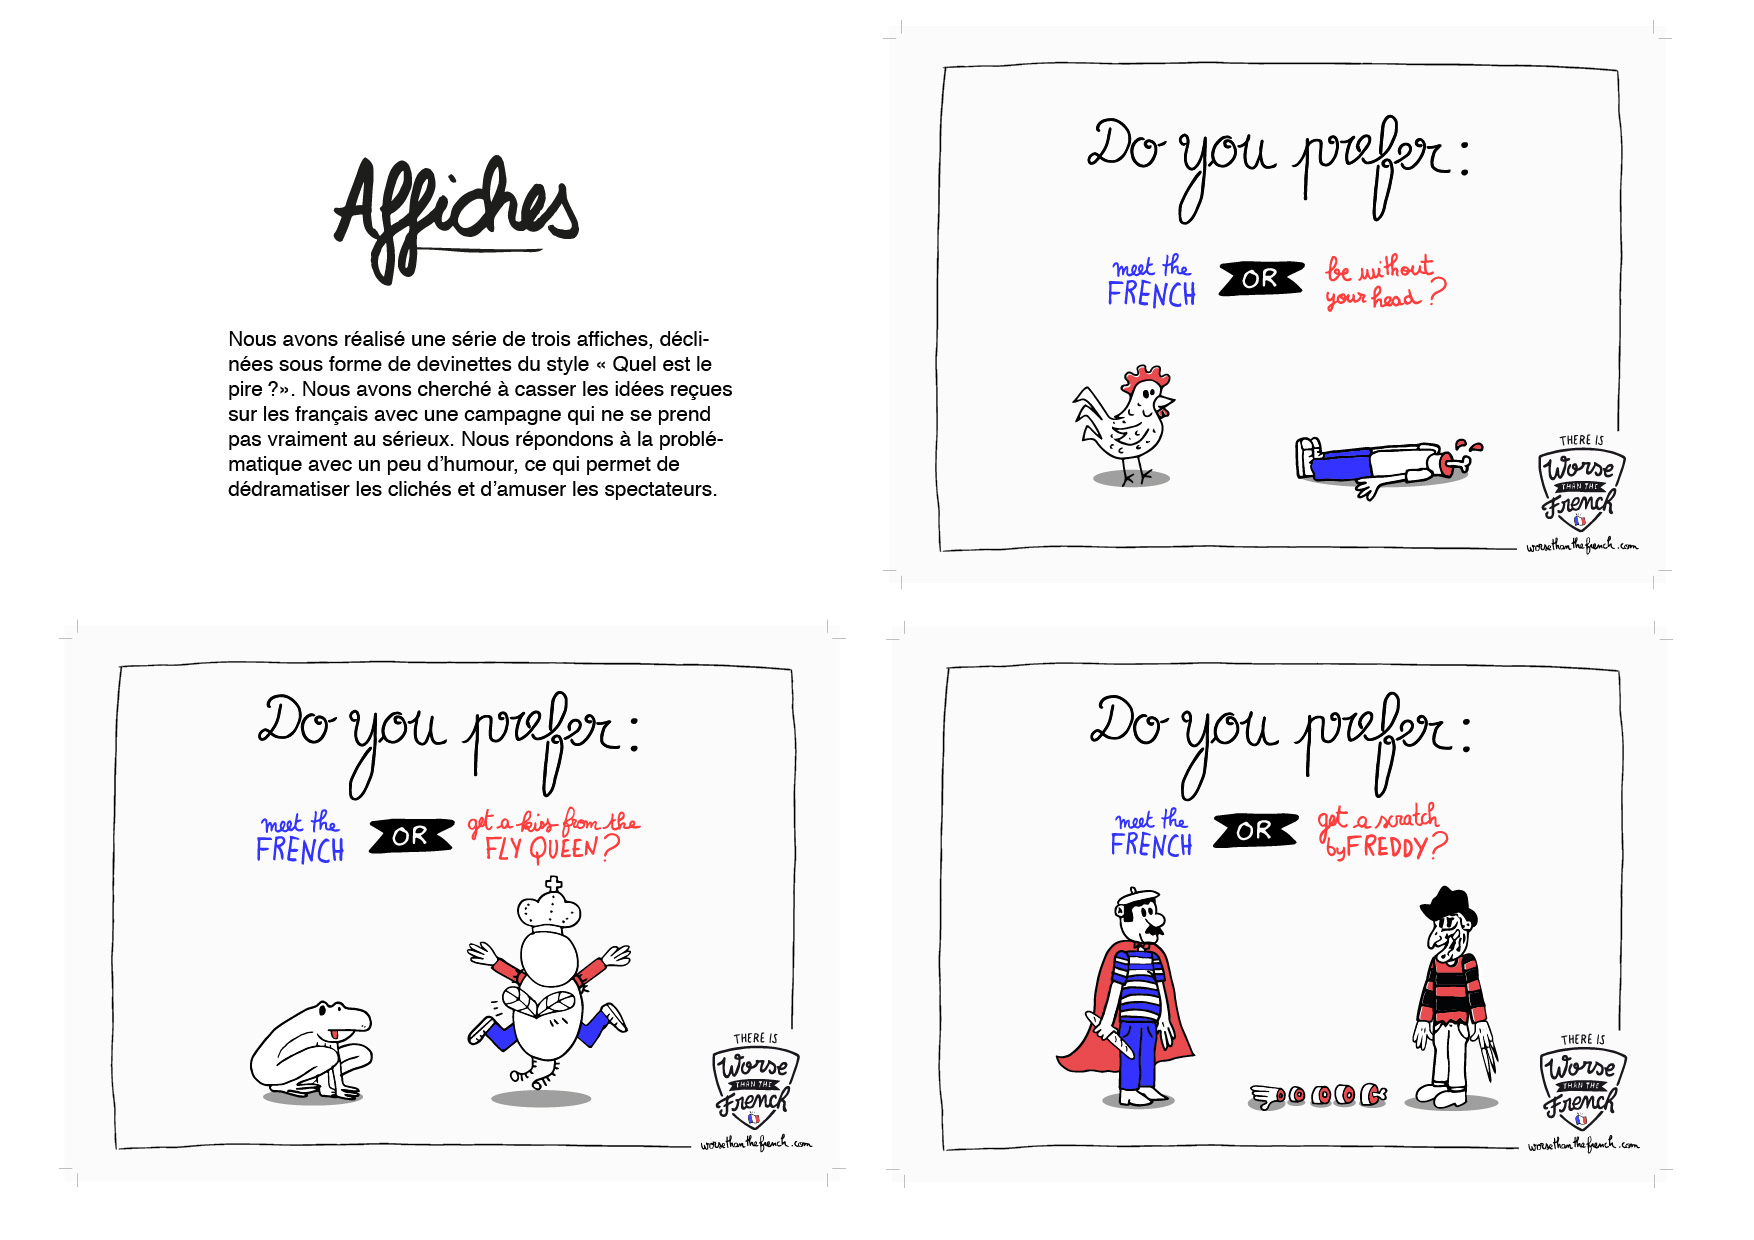 Affiches
Nous avons réalisé une série de trois affiches, décli-
nées sous forme de devinettes du style « Quel est le
pire ?». Nous avons cherché à casser les idées reçues
sur les français avec une campagne qui ne se prend
pas vraiment au sérieux. Nous répondons à la problé-
matique avec un peu d'humour, ce qui permet de
dédramatiser les clichés et d'amuser les spectateurs.
Do you prefer:
meet the
FRENCH
OR
be without
your head?
THERE IS
Worse
THAN THE
French
worsethanthefrench.com
Do you prefer:
meet the
FRENCH
OR
get a kiss from the
FLY QUEEN?
THERE IS
Worse
THAN THE
French
worsethanthefrench.com
Do you prefer:
meet the
FRENCH
OR
get a scratch
by FREDDY?
THERE IS
Worse
THAN THE
French
worsethanthefrench.com